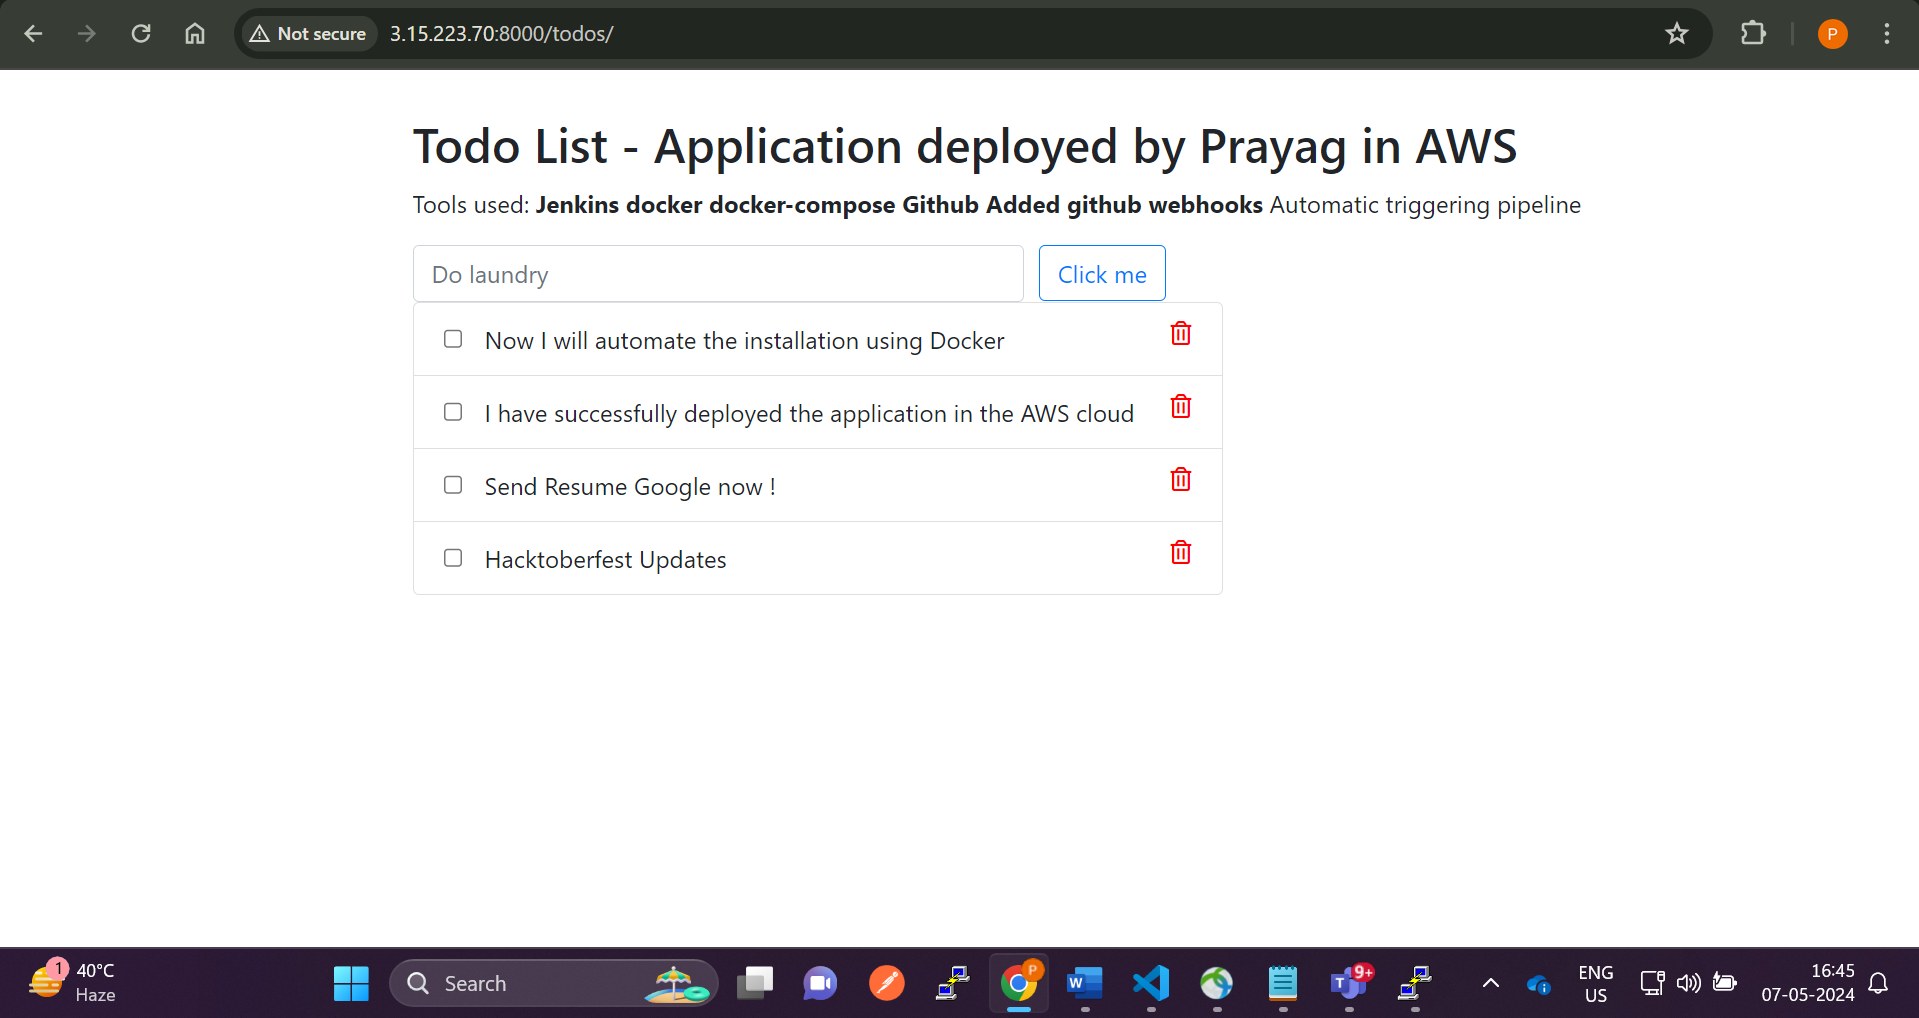 Not secure 3.15.223.70:8000/todos/
P
Todo List - Application deployed by Prayag in AWS
Tools used: Jenkins docker docker-compose Github Added github webhooks Automatic triggering pipeline
Do laundry Click me
Now I will automate the installation using Docker
I have successfully deployed the application in the AWS cloud
Send Resume Google now !
Hacktoberfest Updates
1 40°C
Haze
Search
P
W
T 9+
ENG
US
16:45
07-05-2024